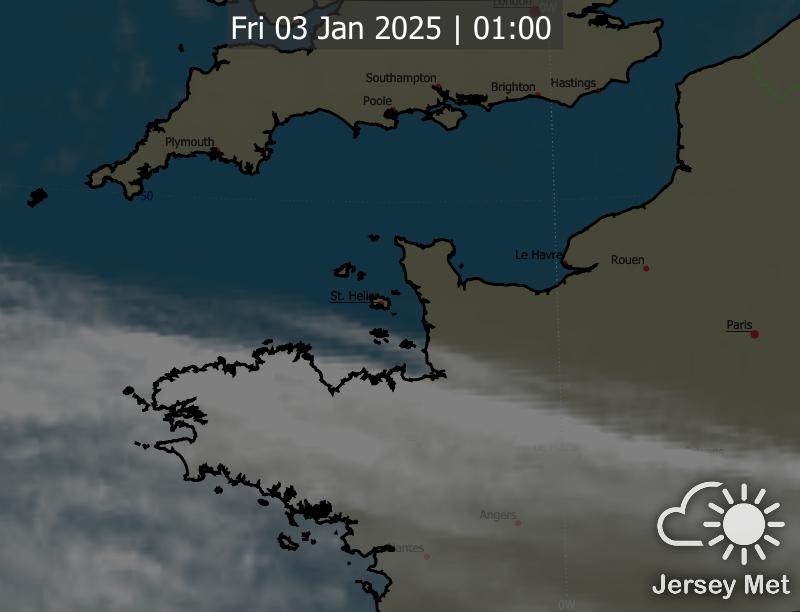 London
0W
Fri 03 Jan 2025 | 01:00
Southampton
Brighton
Hastings
Poole
Plymouth
50
Le Havre
Rouen
St. Helier
Paris
Angers
Nantes
Jersey Met
0W